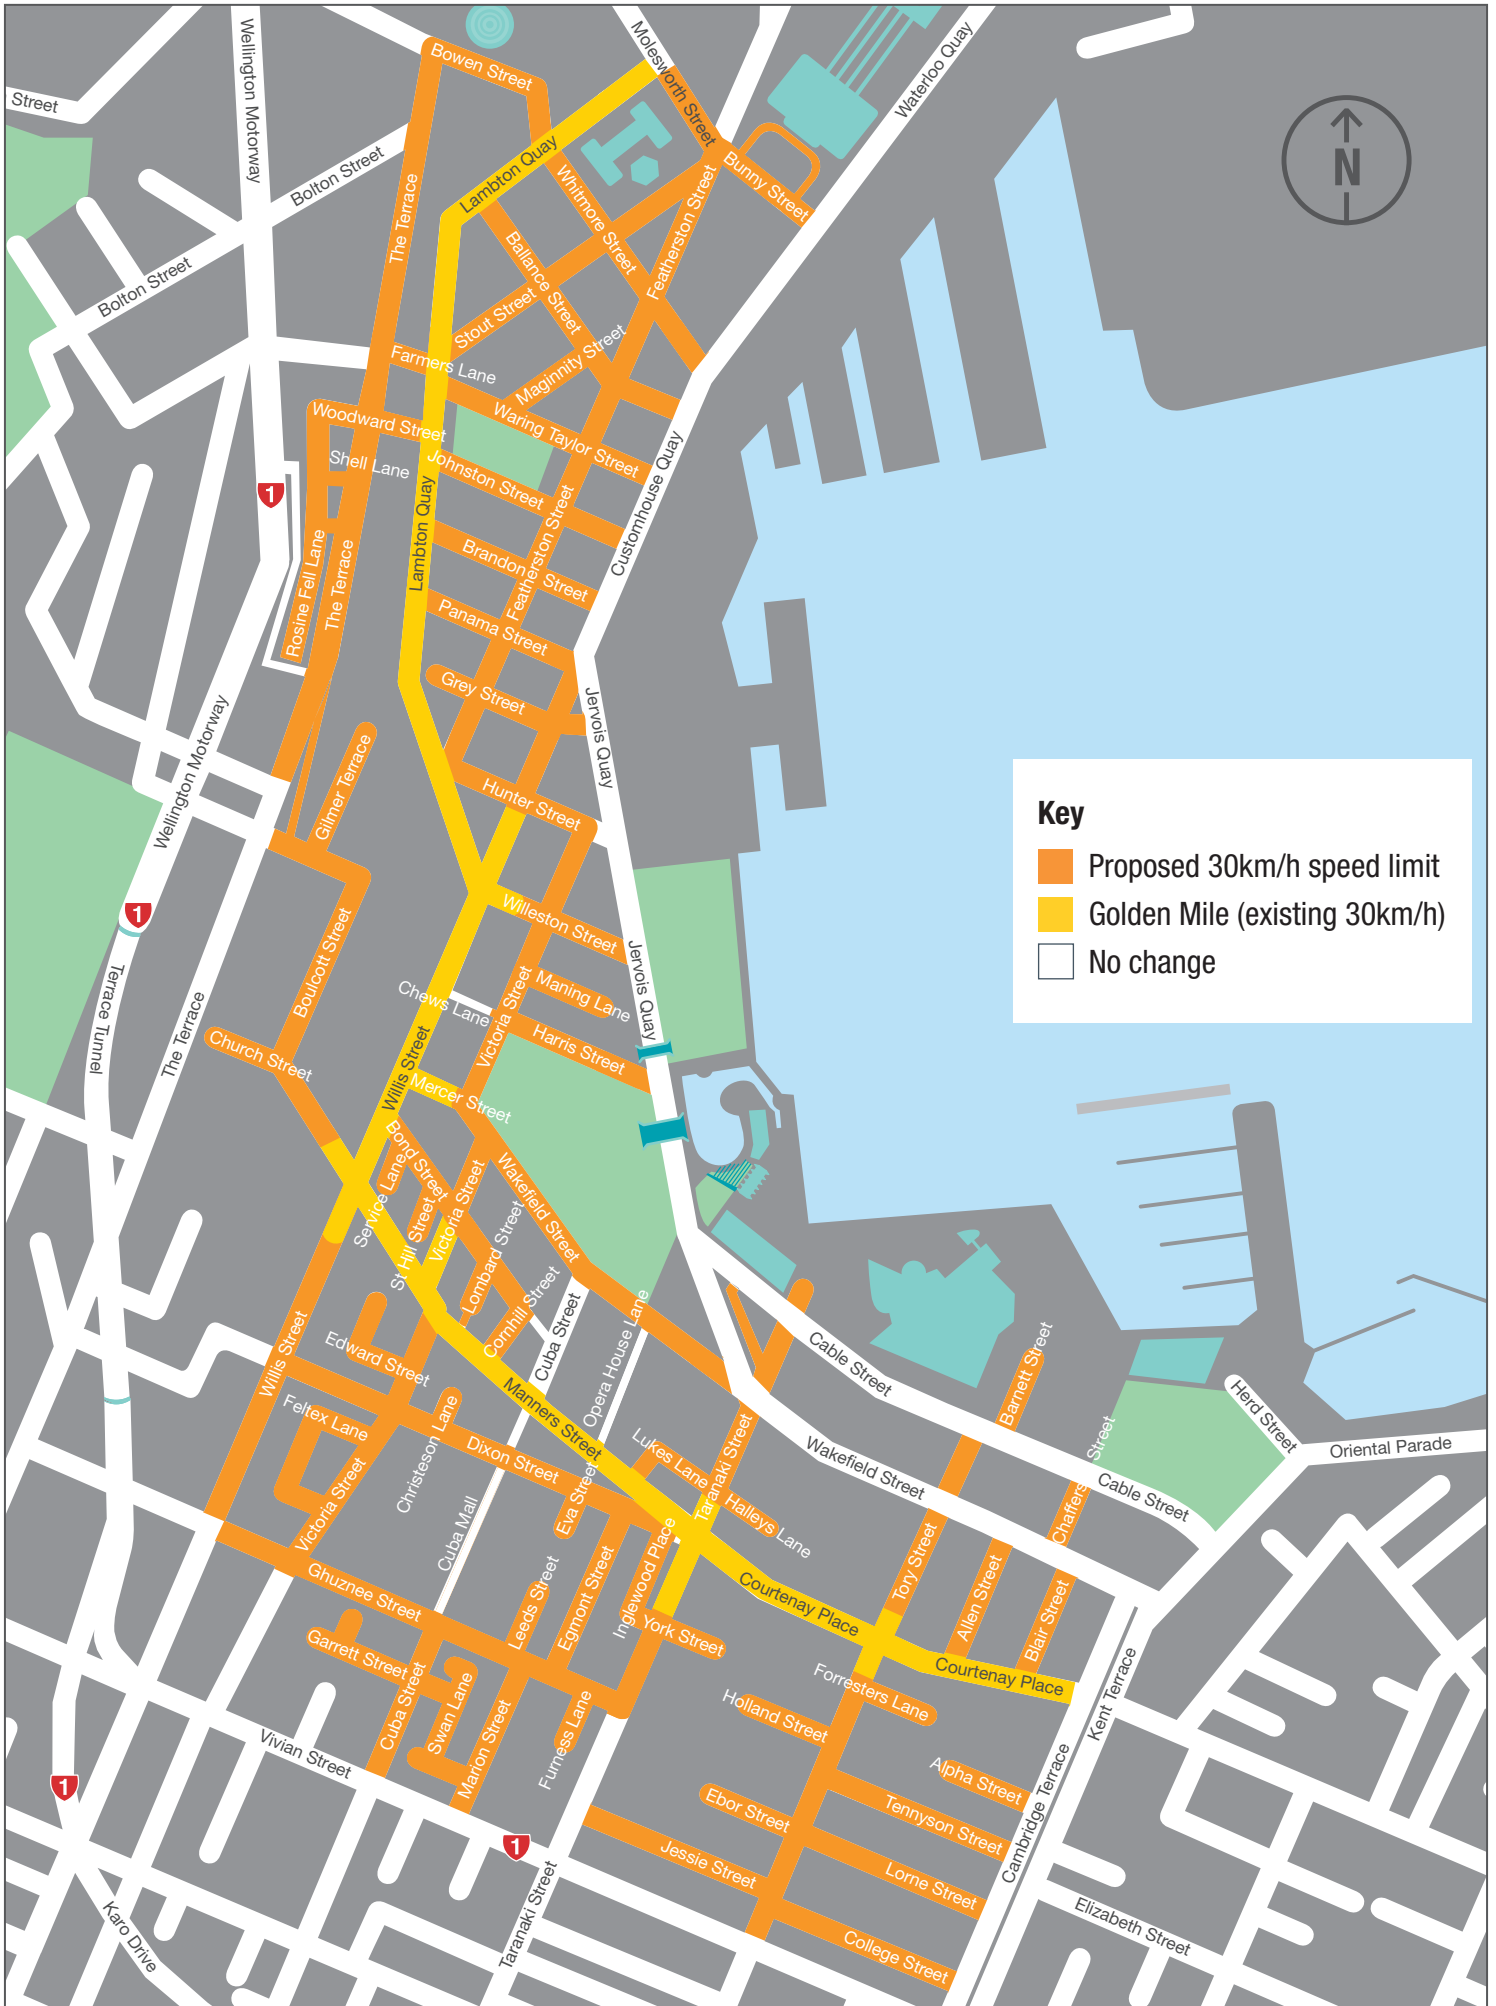 Street
Wellington Motorway
Bowen Street
Molesworth Street
Waterloo Quay
N
Bolton Street
The Terrace
Lambton Quay
Whitmore Street
Featherston Street
Bunny Street
Bolton Street
Ballance Street
Stout Street
Maginnity Street
Farmers Lane
Woodward Street
Waring Taylor Street
Shell Lane
Johnston Street
Customhouse Quay
1
Lambton Quay
Featherston Street
Brandon Street
Rosine Fell Lane
The Terrace
Panama Street
Grey Street
Jervois Quay
Wellington Motorway
Gilmer Terrace
Hunter Street
Key
Proposed 30km/h speed limit
Golden Mile (existing 30km/h)
No change
1
Willeston Street
Boulcott Street
Jervois Quay
Terrace Tunnel
The Terrace
Chews Lane
Victoria Street
Maning Lane
Harris Street
Church Street
Willis Street
Mercer Street
Bond Street
Service Lane
St Hill Street
Victoria Street
Wakefield Street
Lombard Street
Cornhill Street
Cuba Street
Opera House Lane
Willis Street
Edward Street
Cable Street
Barnett Street
Manners Street
Feltex Lane
Christeson Lane
Dixon Street
Lukes Lane
Taranaki Street
Wakefield Street
Chaffers Street
Cable Street
Herd Street
Oriental Parade
Victoria Street
Cuba Mall
Eva Street
Halleys Lane
Ghuznee Street
Leeds Street
Egmont Street
Inglewood Place
York Street
Courtenay Place
Tory Street
Allen Street
Blair Street
Courtenay Place
Garrett Street
Cuba Street
Swan Lane
Marion Street
Furness Lane
Forresters Lane
Holland Street
Kent Terrace
Vivian Street
1
Alpha Street
Ebor Street
Tennyson Street
Cambridge Terrace
1
Jessie Street
Lorne Street
Karo Drive
Taranaki Street
College Street
Elizabeth Street